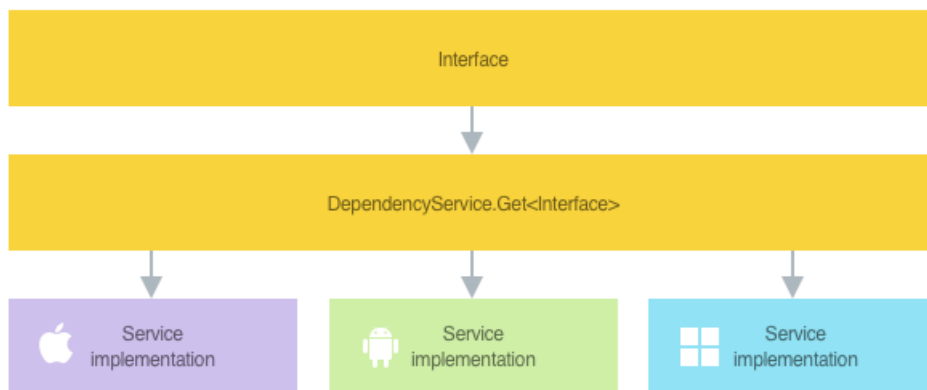 Interface
DependencyService.Get<Interface>
Service
implementation
Service
implementation
Service
implementation